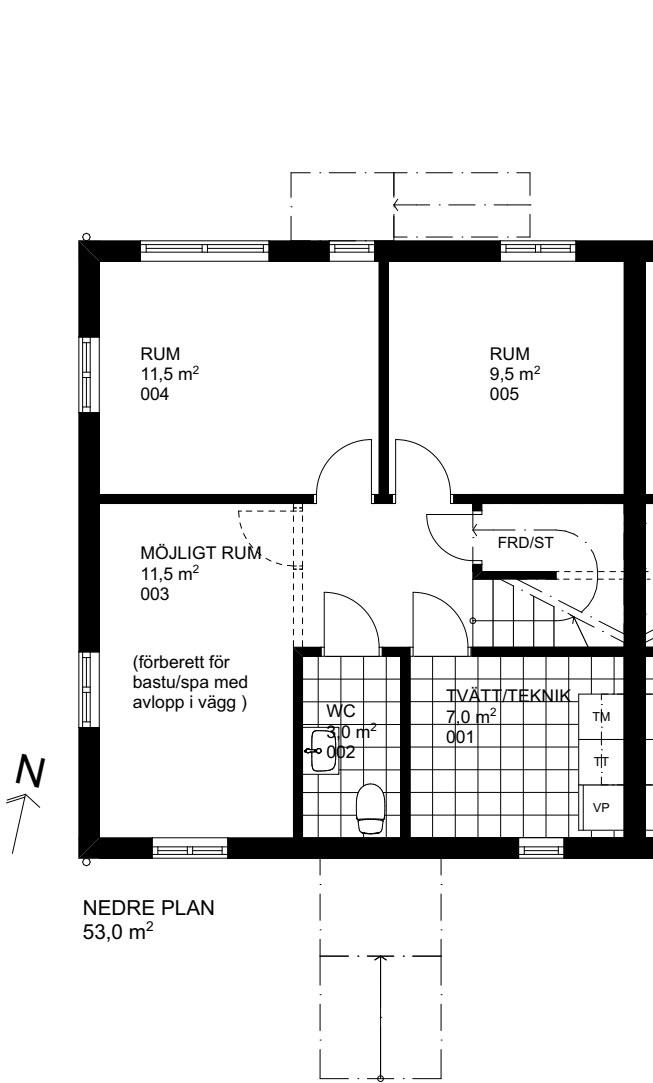 RUM
11,5 m²
004
RUM
9,5 m²
005
MÖJLIGT RUM
11,5 m²
003
FRD/ST
(förberett för
bastu/spa med
avlopp i vägg )
WC
3,0 m²
002
TVÄTT/TEKNIK
7,0 m²
001
TM
TT
VP
N
NEDRE PLAN
53,0 m²